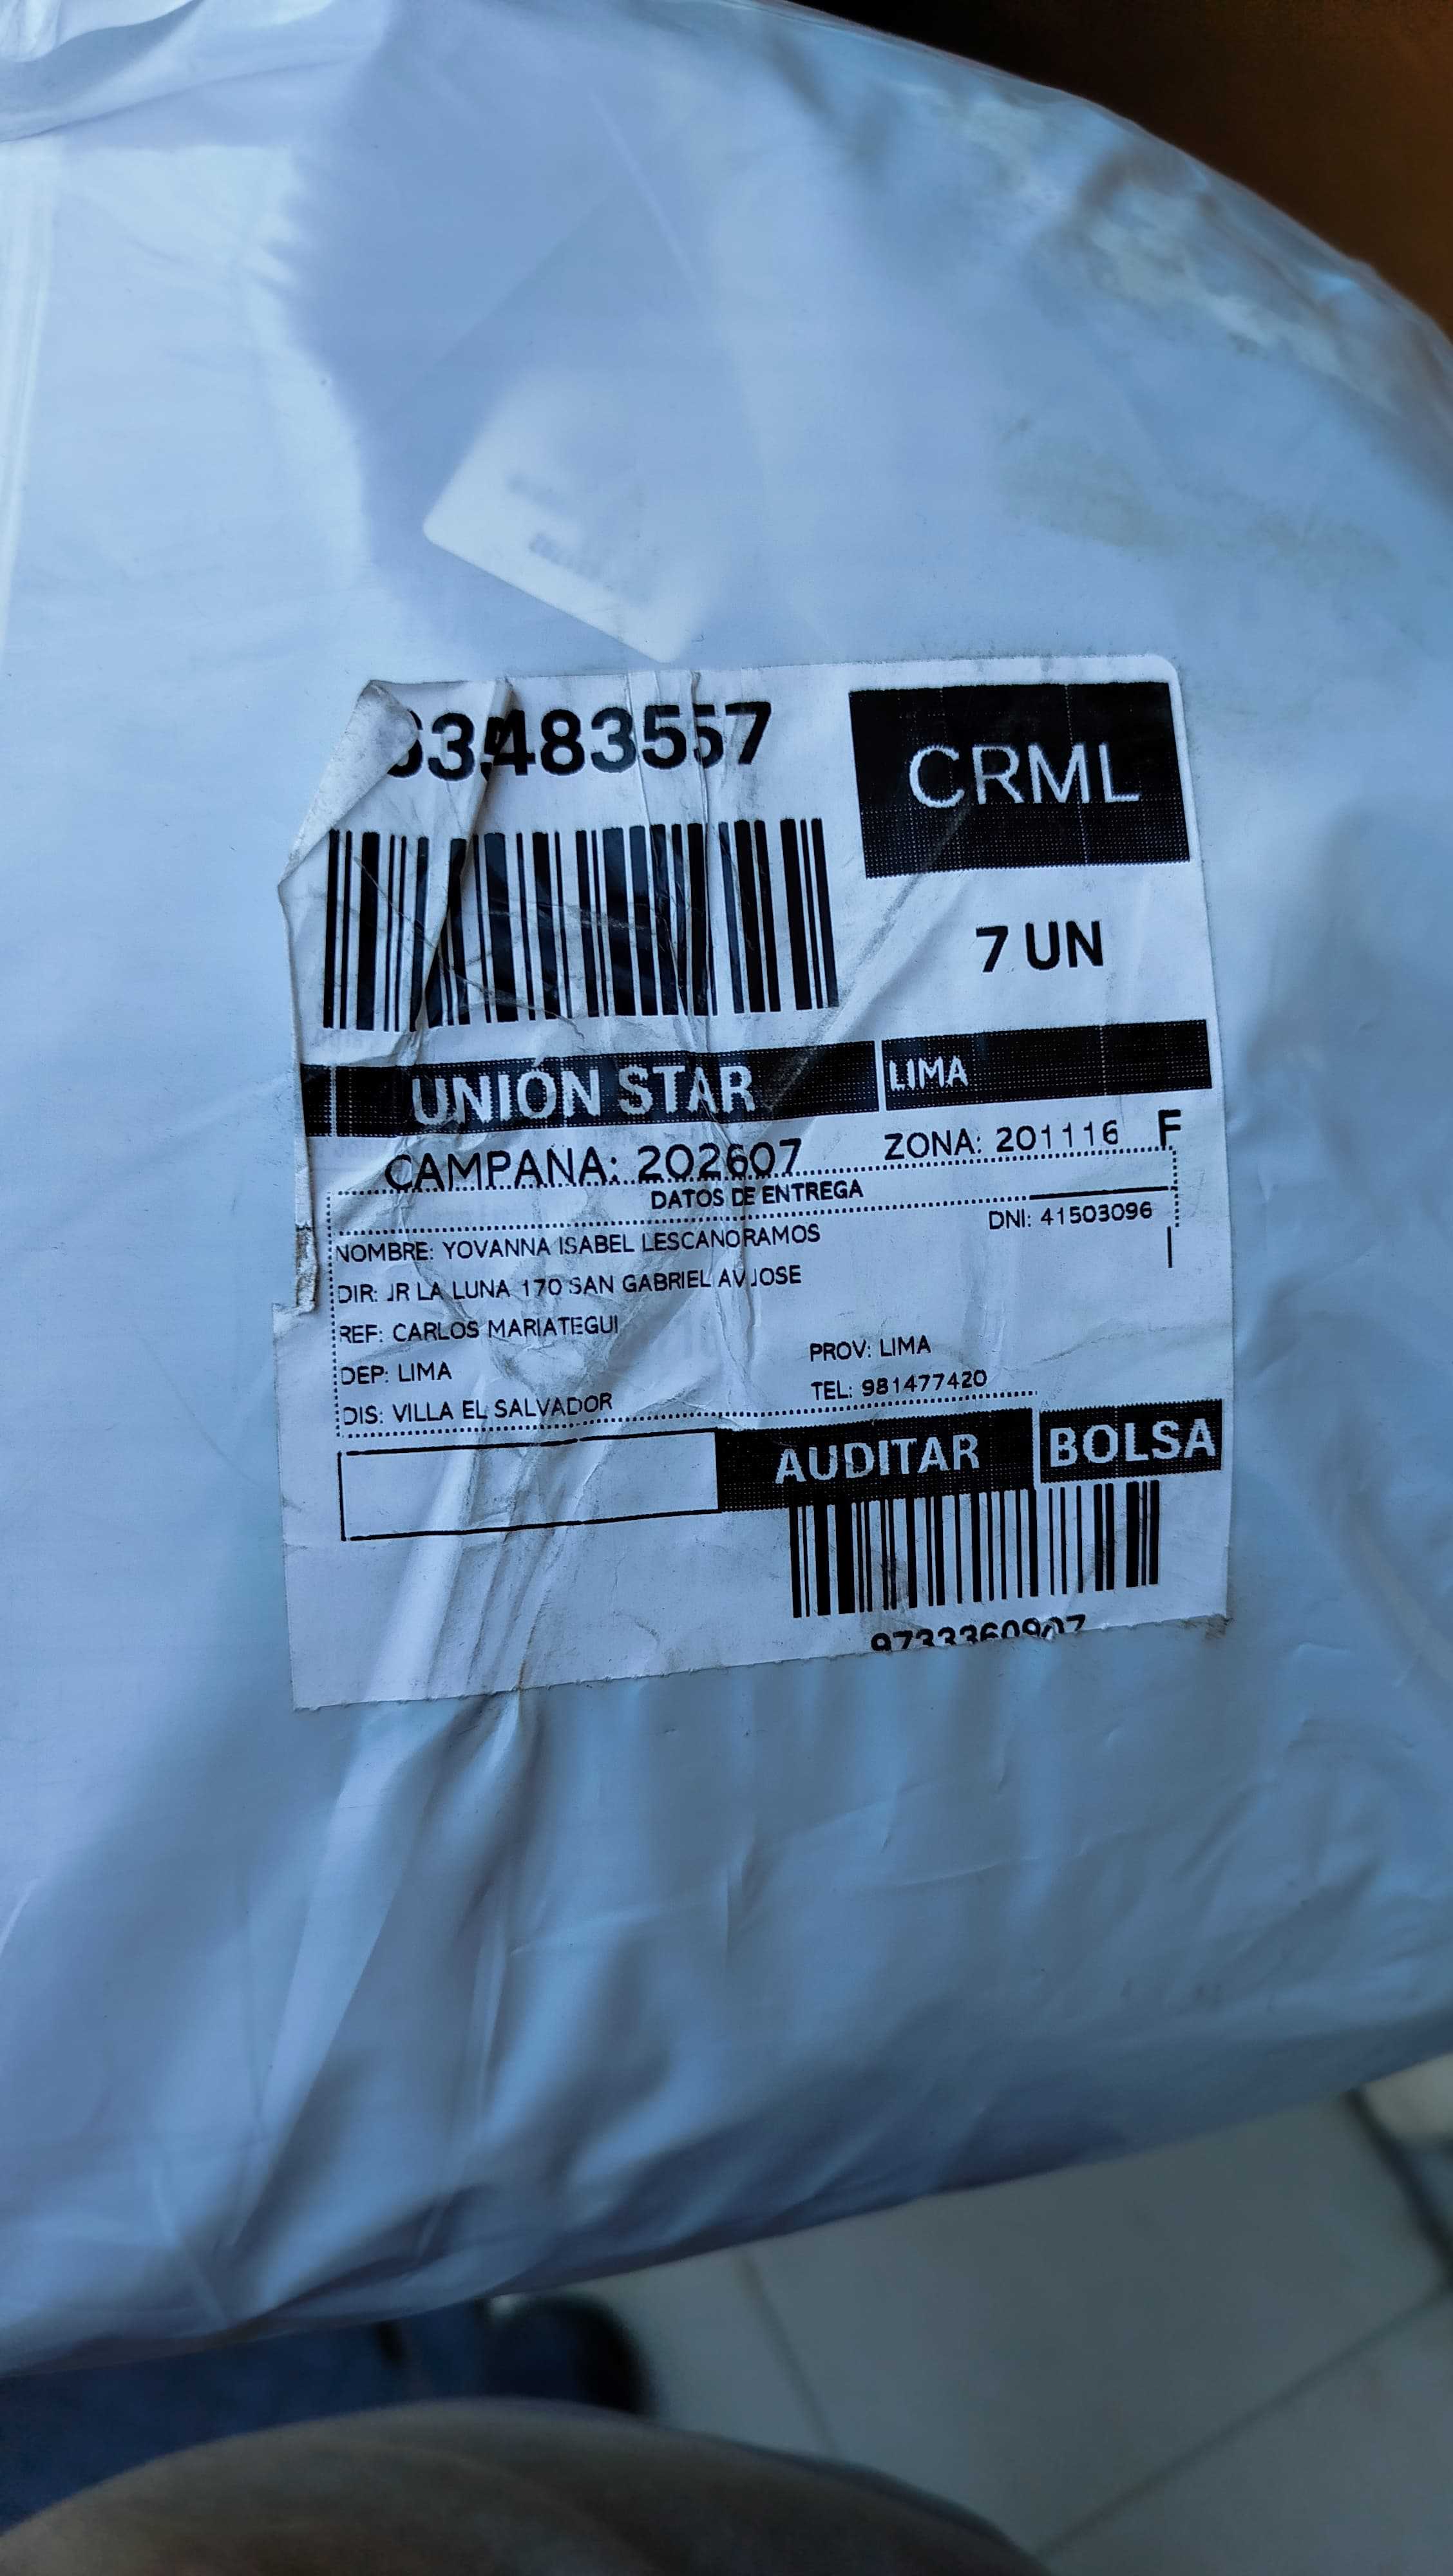 3483557
CRML
7 UN
UNIÓN STAR
LIMA
CAMPAÑA: 202607
ZONA: 201116 F
DATOS DE ENTREGA
NOMBRE: YOVANNA ISABEL LESCANO RAMOS
DNI: 41503096
DIR: JR LA LUNA 170 SAN GABRIEL AV JOSE
REF: CARLOS MARIATEGUI
DEP: LIMA
PROV: LIMA
DIS: VILLA EL SALVADOR
TEL: 981477420
AUDITAR
BOLSA
9733360907